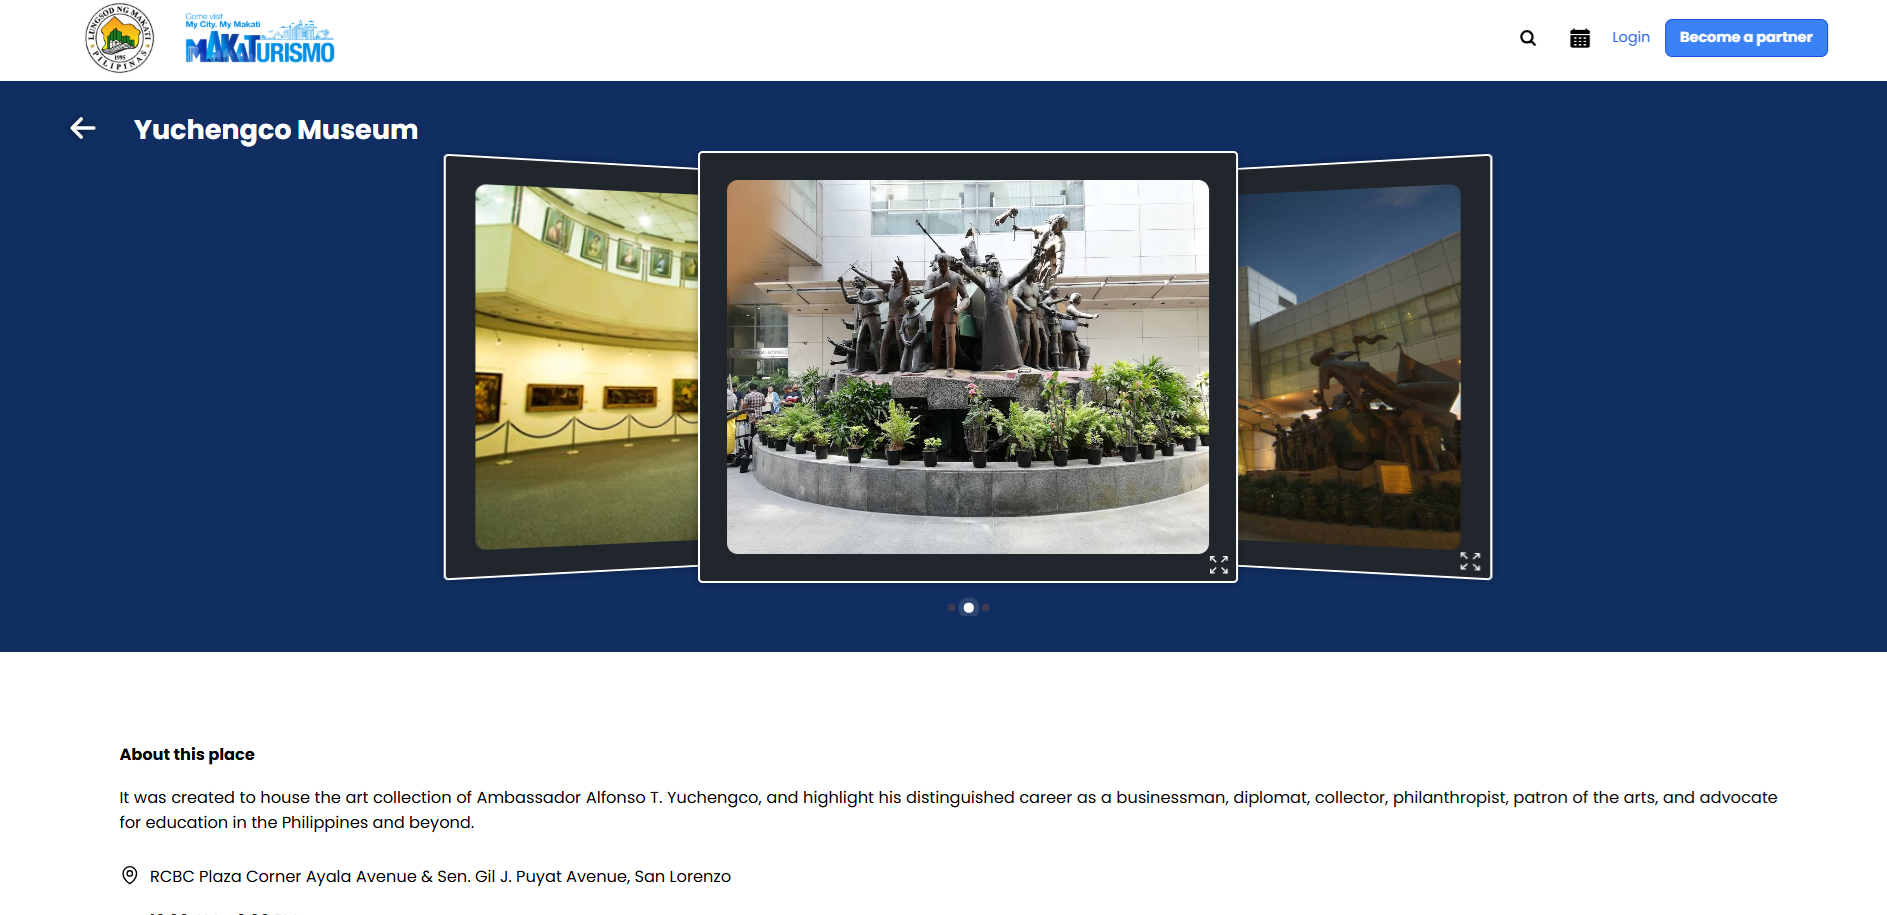 LUNGSOD NG MAKATI
PILIPINAS
1995
Come visit
My City. My Makati
MAKATURISMO
Login
Become a partner
Yuchengco Museum
About this place
It was created to house the art collection of Ambassador Alfonso T. Yuchengco, and highlight his distinguished career as a businessman, diplomat, collector, philanthropist, patron of the arts, and advocate
for education in the Philippines and beyond.
RCBC Plaza Corner Ayala Avenue & Sen. Gil J. Puyat Avenue, San Lorenzo